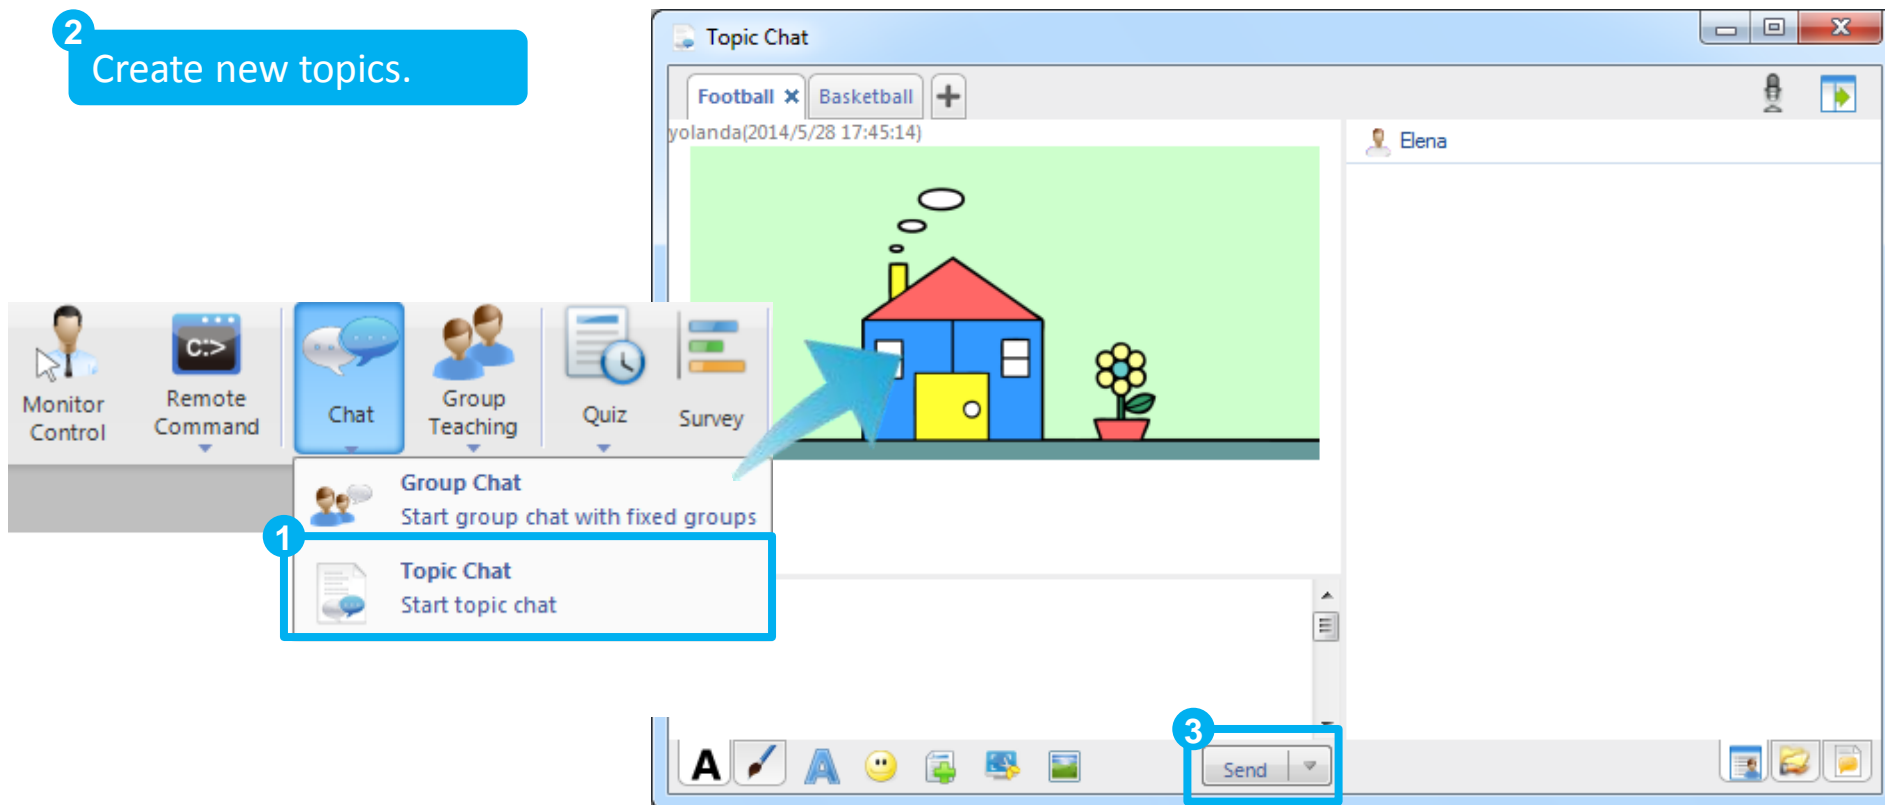 2
Create new topics.
Topic Chat
Football
Basketball
yolanda(2014/5/28 17:45:14)
Elena
Monitor
Control
C:>
Remote
Command
Chat
Group
Teaching
Quiz
Survey
Group Chat
Start group chat with fixed groups
1
Topic Chat
Start topic chat
3
A
A
Send